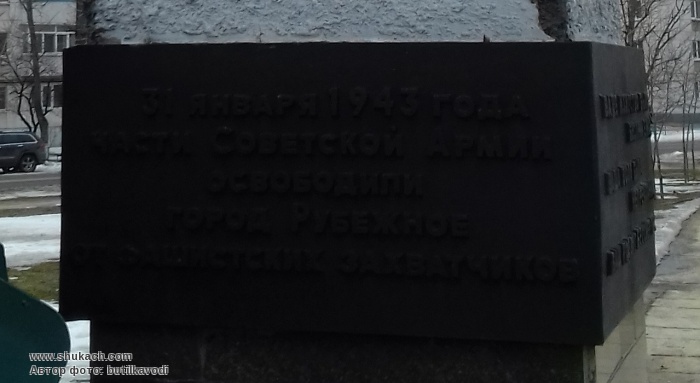 31 января 1943 года
части Советской Армии
освободили
город Рубежное
от фашистских захватчиков
www.shukach.com
Автор фото: butilkavodi